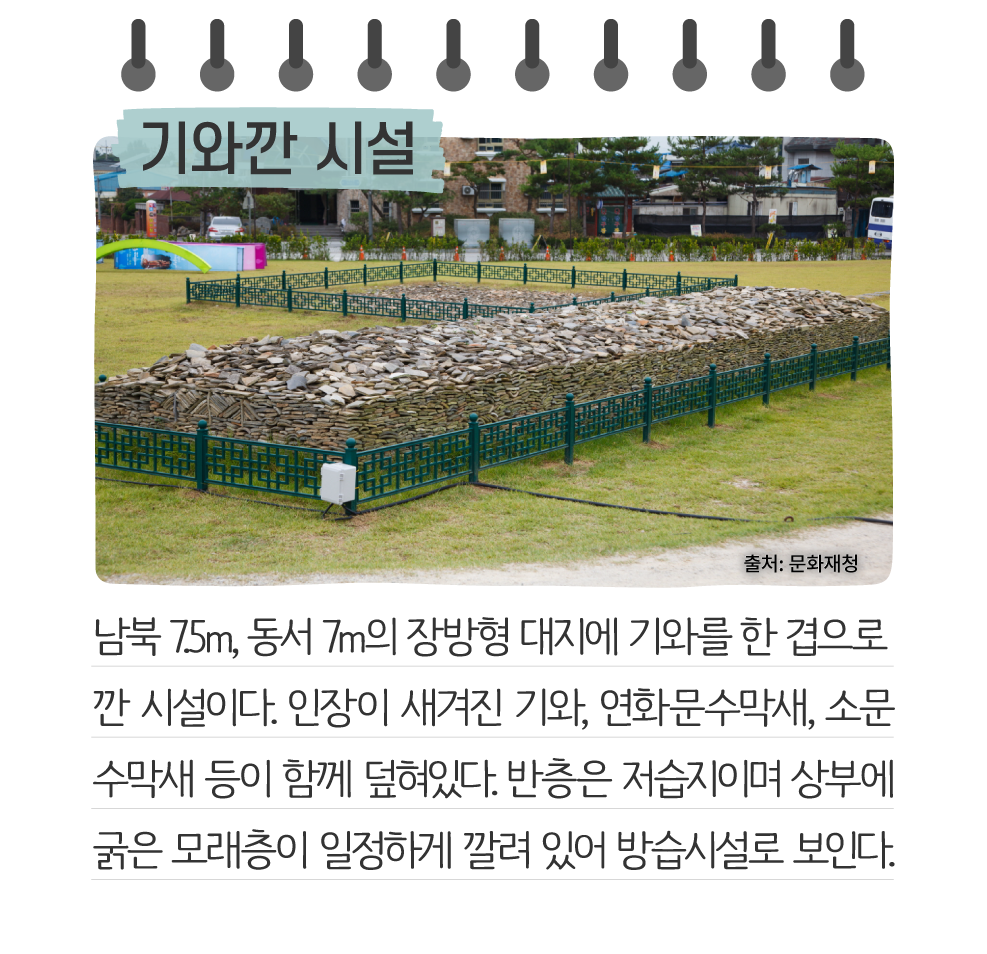 기와깐 시설
출처: 문화재청
남북 7.5m, 동서 7m의 장방형 대지에 기와를 한 겹으로
깐 시설이다. 인장이 새겨진 기와, 연화문수막새, 소문
수막새 등이 함께 덮혀있다. 반층은 저습지이며 상부에
굵은 모래층이 일정하게 깔려 있어 방습시설로 보인다.